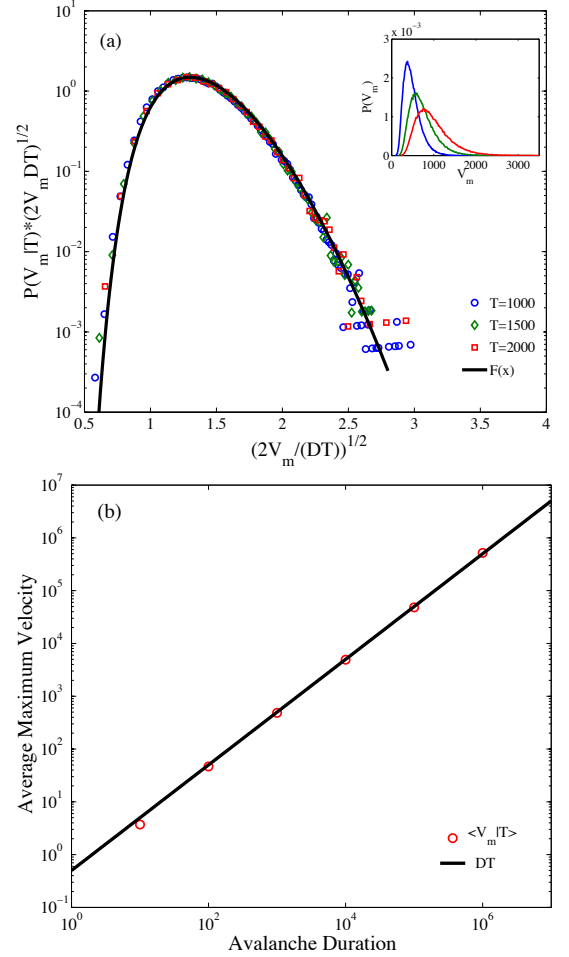 (a)
P(V_m|T)*(2V_mDT)^{1/2}
10^1
10^0
10^{-1}
10^{-2}
10^{-3}
10^{-4}
0.5 1 1.5 2 2.5 3 3.5 4
(2V_m/(DT))^{1/2}
3 x 10^{-3}
2
1
0
P(V_m)
0 1000 2000 3000
V_m
T=1000
T=1500
T=2000
F(x)
(b)
Average Maximum Velocity
10^7
10^6
10^5
10^4
10^3
10^2
10^1
10^0
10^{-1}
10^0 10^2 10^4 10^6
Avalanche Duration
<V_m|T>
DT